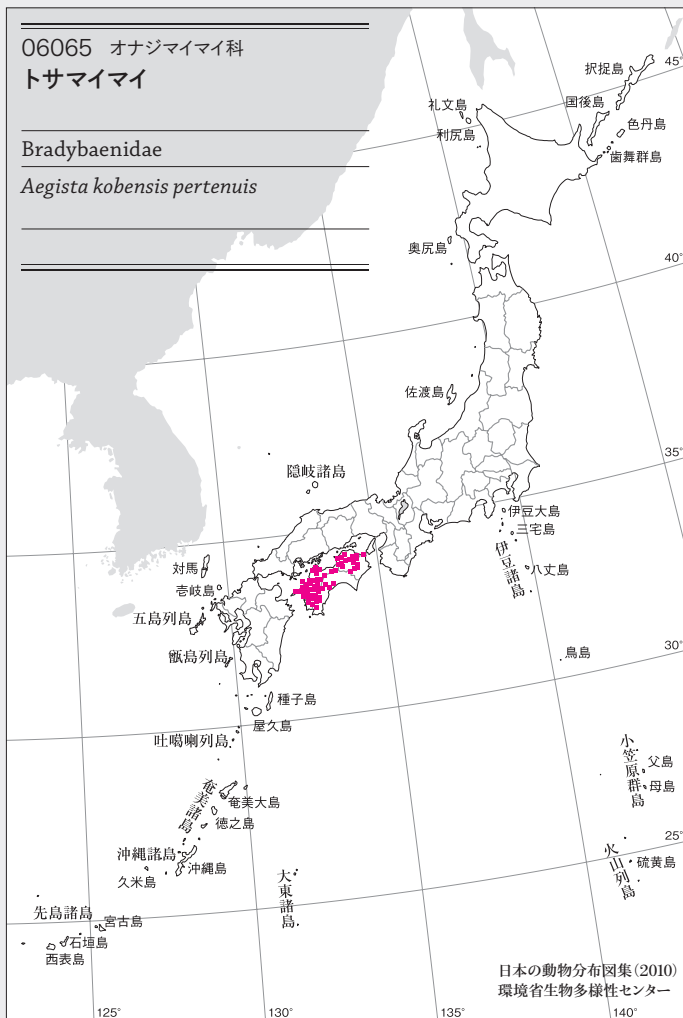 06065 オナジマイマイ科
トサマイマイ
Bradybaenidae
Aegista kobensis pertenuis
択捉島
45°
国後島
礼文島
色丹島
利尻島
歯舞群島
奥尻島
40°
佐渡島
35°
隠岐諸島
伊豆大島
三宅島
伊豆諸島
八丈島
対馬
壱岐島
五島列島
甑島列島
鳥島
30°
種子島
屋久島
吐噶喇列島
小笠原群島
父島
母島
奄美諸島
奄美大島
徳之島
25°
沖縄諸島
沖縄島
久米島
火山列島
硫黄島
大東諸島
先島諸島
宮古島
石垣島
西表島
日本の動物分布図集(2010)
環境省生物多様性センター
125°
130°
135°
140°